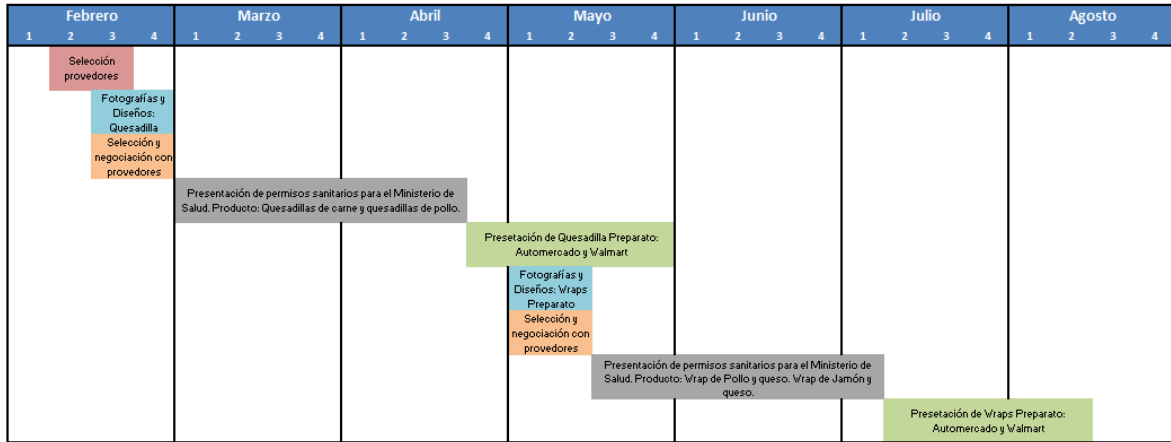 Febrero Marzo Abril Mayo Junio Julio Agosto
1 2 3 4 1 2 3 4 1 2 3 4 1 2 3 4 1 2 3 4 1 2 3 4 1 2 3 4
Selección
provedores
Fotografías y
Diseños:
Quesadilla
Selección y
negociación con
provedores
Presentación de permisos sanitarios para el Ministerio de
Salud. Producto: Quesadillas de carne y quesadillas de pollo.
Presetación de Quesadilla Preparato:
Automercado y Walmart
Fotografías y
Diseños: Wraps
Preparato
Selección y
negociación con
provedores
Presentación de permisos sanitarios para el Ministerio de
Salud. Producto: Wrap de Pollo y queso. Wrap de Jamón y
queso.
Presetación de Wraps Preparato:
Automercado y Walmart